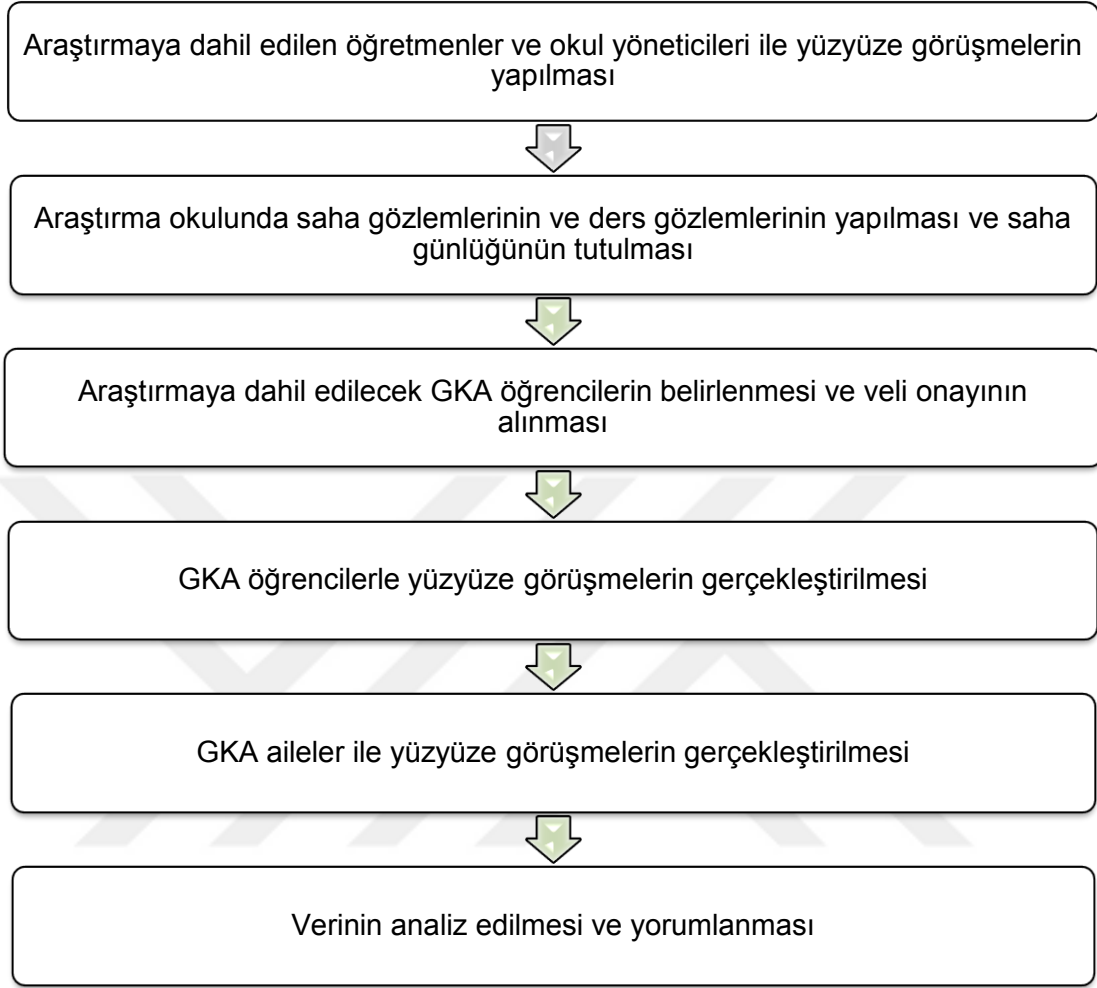 Araştırmaya dahil edilen öğretmenler ve okul yöneticileri ile yüzyüze görüşmelerin
yapılması
Araştırma okulunda saha gözlemlerinin ve ders gözlemlerinin yapılması ve saha
günlüğünün tutulması
Araştırmaya dahil edilecek GKA öğrencilerin belirlenmesi ve veli onayının
alınması
GKA öğrencilerle yüzyüze görüşmelerin gerçekleştirilmesi
GKA aileler ile yüzyüze görüşmelerin gerçekleştirilmesi
Verinin analiz edilmesi ve yorumlanması